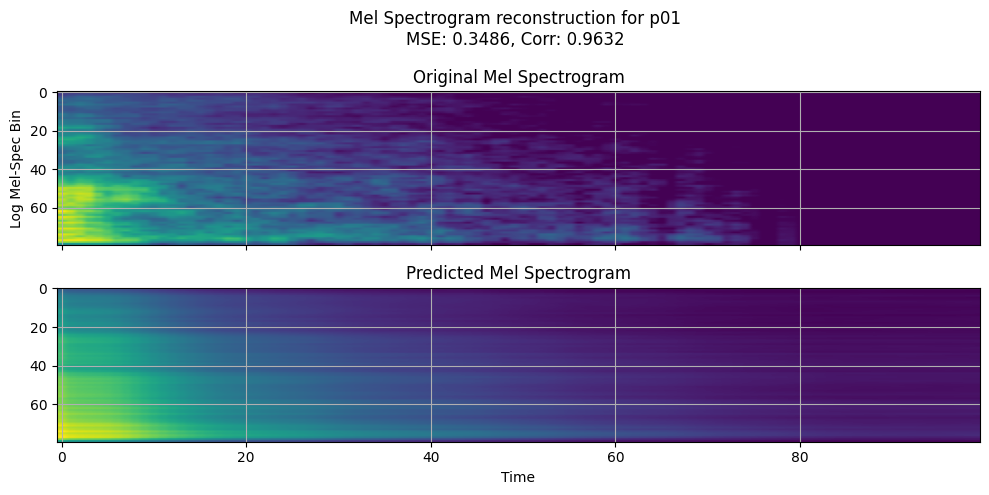 Mel Spectrogram reconstruction for p01
MSE: 0.3486, Corr: 0.9632
Original Mel Spectrogram
0
20
40
60
Log Mel-Spec Bin
Predicted Mel Spectrogram
0
20
40
60
0 20 40 60 80
Time